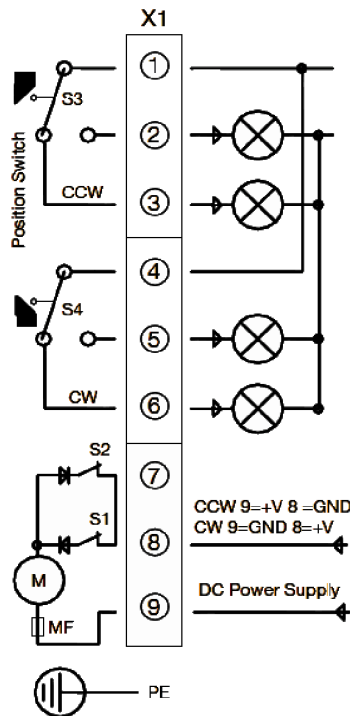 X1
1
S3
Position Switch
2
CCW
3
4
S4
5
CW
6
S2
7
CCW 9=+V 8 =GND
S1
8
CW 9=GND 8=+V
M
DC Power Supply
9
MF
PE